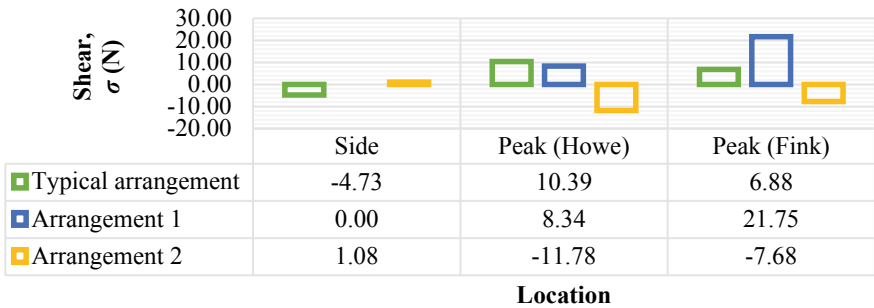 Shear,
σ (N)
30.00
20.00
10.00
0.00
-10.00
-20.00
Side Peak (Howe) Peak (Fink)
Typical arrangement -4.73 10.39 6.88
Arrangement 1 0.00 8.34 21.75
Arrangement 2 1.08 -11.78 -7.68
Location